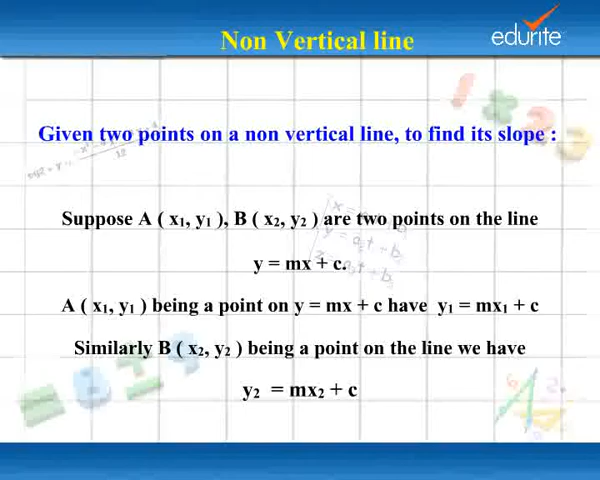 Non Vertical line
edurite
Given two points on a non vertical line, to find its slope :
Suppose A ( x₁, y₁ ), B ( x₂, y₂ ) are two points on the line
y = mx + c.
A ( x₁, y₁ ) being a point on y = mx + c have y₁ = mx₁ + c
Similarly B ( x₂, y₂ ) being a point on the line we have
y₂ = mx₂ + c